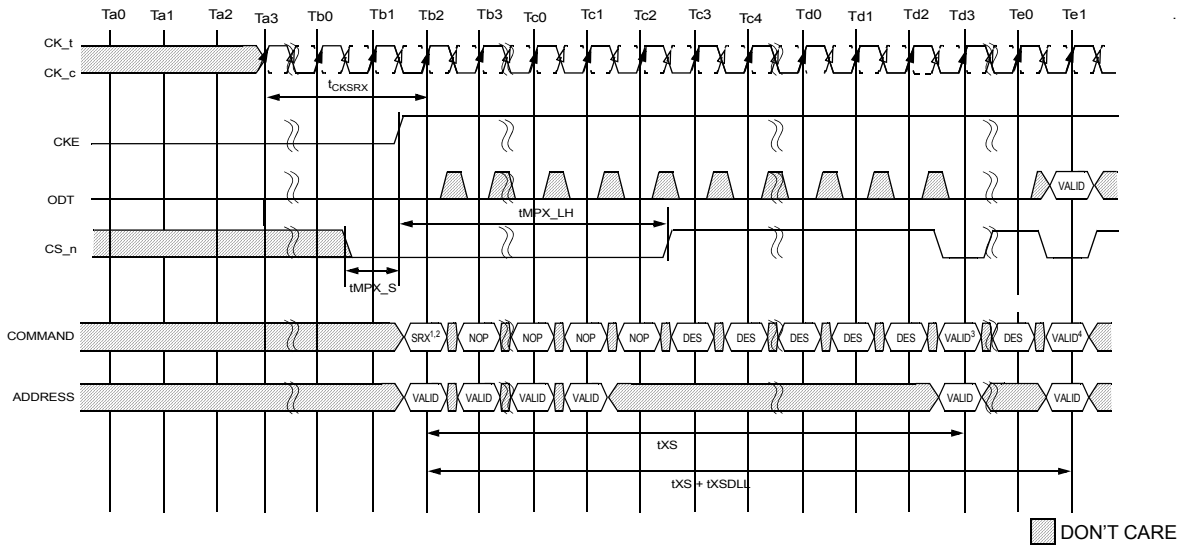 Ta0 Ta1 Ta2 Ta3 Tb0 Tb1 Tb2 Tb3 Tc0 Tc1 Tc2 Tc3 Tc4 Td0 Td1 Td2 Td3 Te0 Te1 .
CK_t
CK_c
tCKSRX
CKE
ODT
VALID
tMPX_LH
CS_n
tMPX_S
COMMAND SRX1,2 NOP NOP NOP NOP DES DES DES DES DES VALID3 DES VALID4
ADDRESS VALID VALID VALID VALID VALID VALID
tXS
tXS + tXSDLL
DON'T CARE